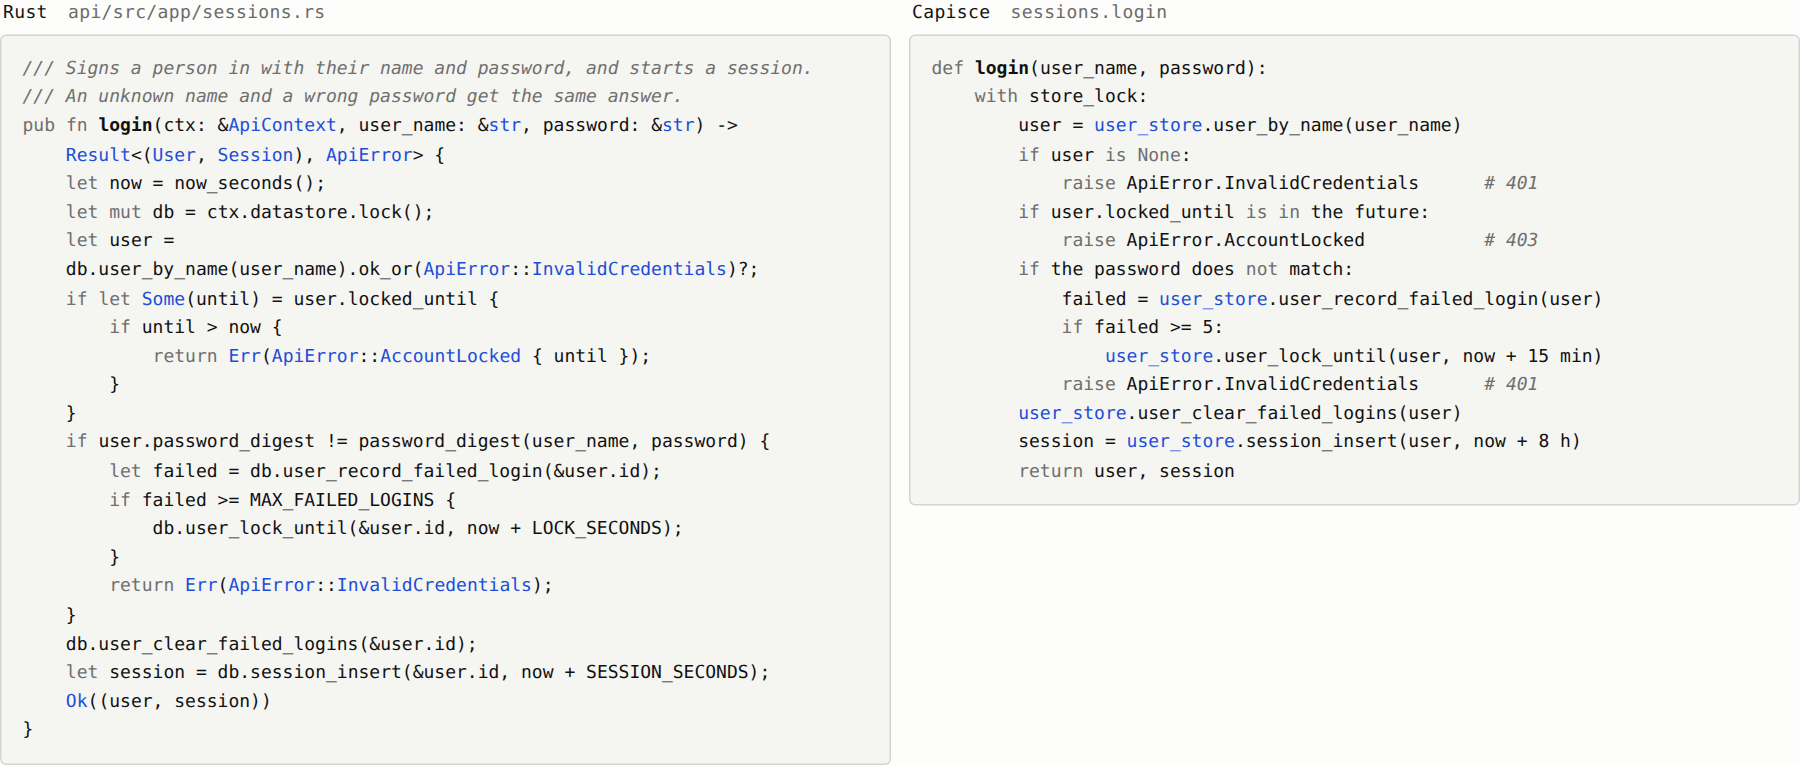 Rust  api/src/app/sessions.rs
/// Signs a person in with their name and password, and starts a session.
/// An unknown name and a wrong password get the same answer.
pub fn login(ctx: &ApiContext, user_name: &str, password: &str) ->
    Result<(User, Session), ApiError> {
    let now = now_seconds();
    let mut db = ctx.datastore.lock();
    let user =
    db.user_by_name(user_name).ok_or(ApiError::InvalidCredentials)?;
    if let Some(until) = user.locked_until {
        if until > now {
            return Err(ApiError::AccountLocked { until });
        }
    }
    if user.password_digest != password_digest(user_name, password) {
        let failed = db.user_record_failed_login(&user.id);
        if failed >= MAX_FAILED_LOGINS {
            db.user_lock_until(&user.id, now + LOCK_SECONDS);
        }
        return Err(ApiError::InvalidCredentials);
    }
    db.user_clear_failed_logins(&user.id);
    let session = db.session_insert(&user.id, now + SESSION_SECONDS);
    Ok((user, session))
}
Capisce  sessions.login
def login(user_name, password):
    with store_lock:
        user = user_store.user_by_name(user_name)
        if user is None:
            raise ApiError.InvalidCredentials      # 401
        if user.locked_until is in the future:
            raise ApiError.AccountLocked           # 403
        if the password does not match:
            failed = user_store.user_record_failed_login(user)
            if failed >= 5:
                user_store.user_lock_until(user, now + 15 min)
            raise ApiError.InvalidCredentials      # 401
        user_store.user_clear_failed_logins(user)
        session = user_store.session_insert(user, now + 8 h)
        return user, session